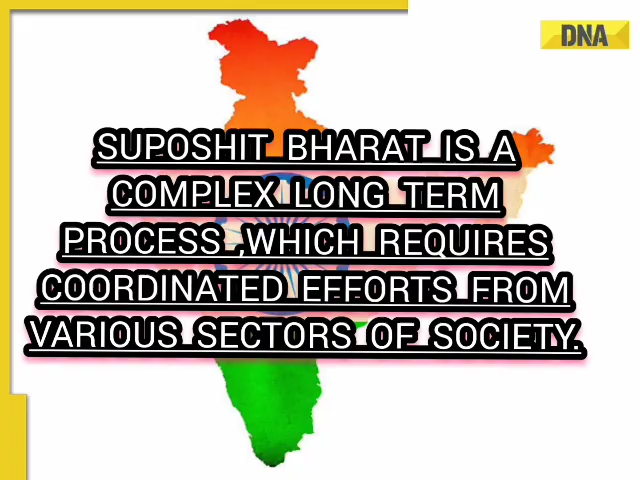 DNA
SUPOSHIT BHARAT IS A
COMPLEX LONG TERM
PROCESS ,WHICH REQUIRES
COORDINATED EFFORTS FROM
VARIOUS SECTORS OF SOCIETY.